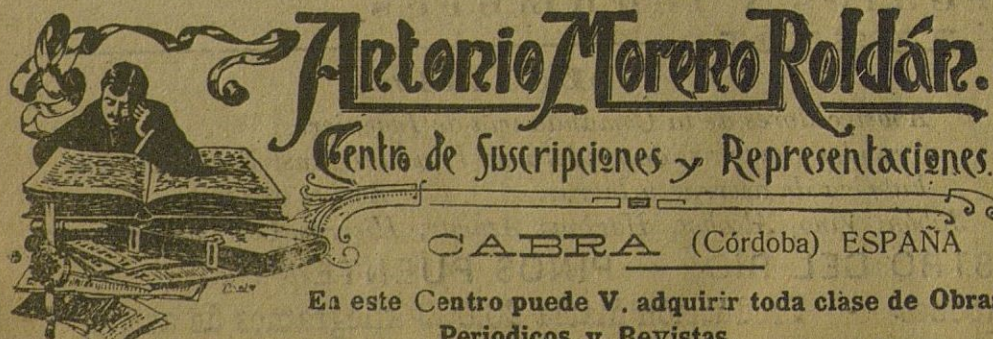 Antonio Moreno Roldán.
Centro de Suscripciones y Representaciones.
CABRA (Córdoba) ESPAÑA
En este Centro puede V. adquirir toda clase de Obras
Periodicos y Revistas